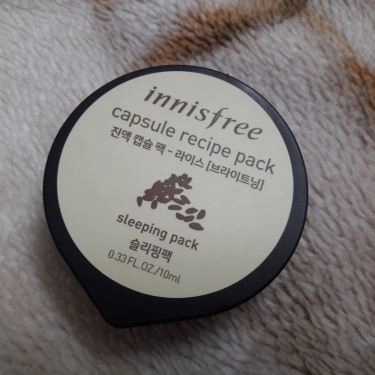 innisfree
capsule recipe pack
진액 캡슐 팩 - 라이스 [브라이트닝]
sleeping pack
슬리핑팩
0.33 FL.OZ./10ml